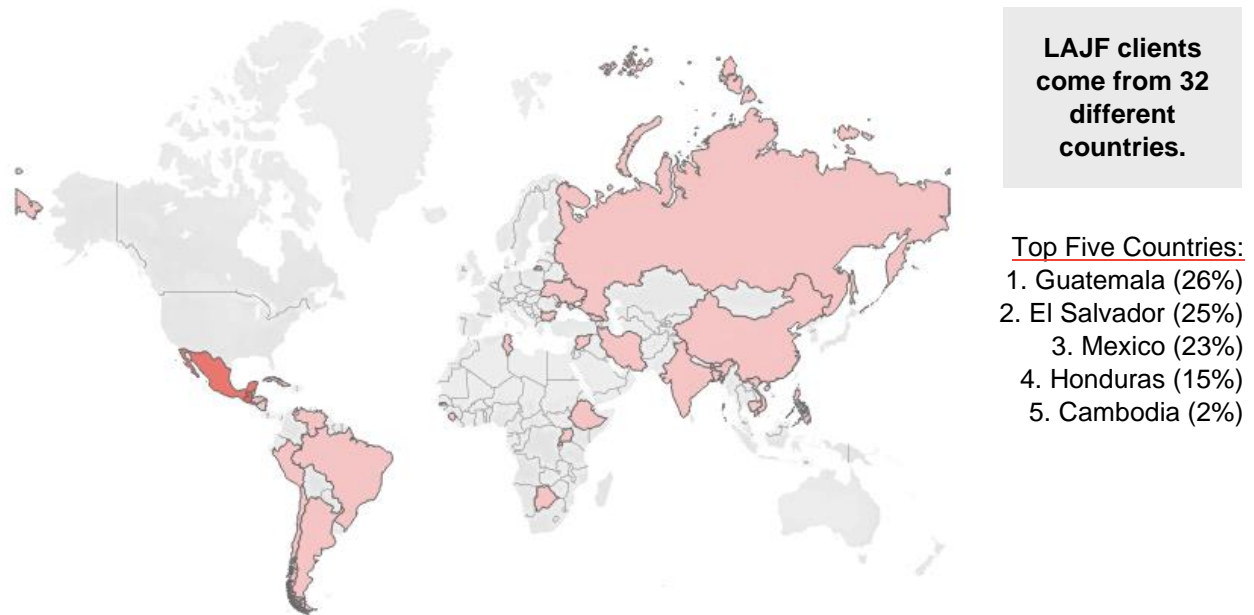 LAJF clients
come from 32
different
countries.
Top Five Countries:
1. Guatemala (26%)
2. El Salvador (25%)
3. Mexico (23%)
4. Honduras (15%)
5. Cambodia (2%)